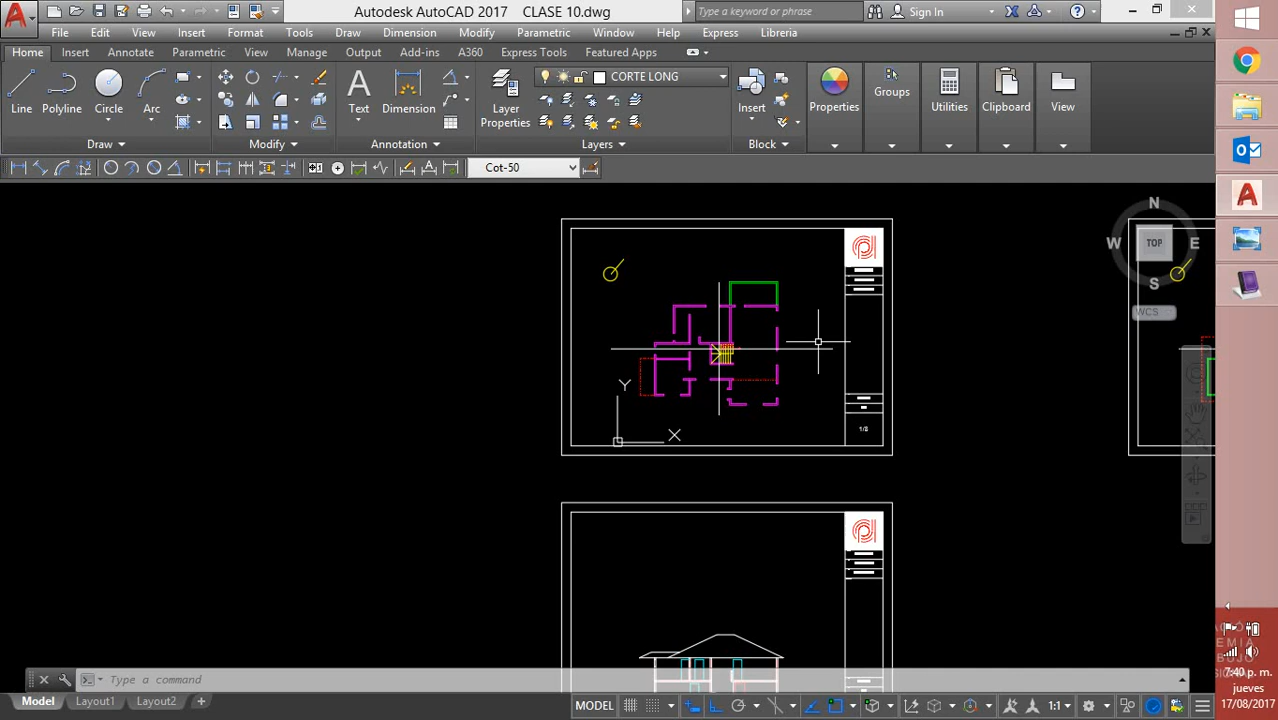 Autodesk AutoCAD 2017 CLASE 10.dwg
Type a keyword or phrase
Sign In
File Edit View Insert Format Tools Draw Dimension Modify Parametric Window Help Express Libreria
Home Insert Annotate Parametric View Manage Output Add-ins A360 Express Tools Featured Apps
CORTE LONG
Line Polyline Circle Arc
Text Dimension
Layer
Properties
Insert
Properties Groups Utilities Clipboard View
Draw Modify Annotation Layers Block
Cot-50
N
W TOP E
S
WCS
Y
X
1/8
Type a command
Model Layout1 Layout2
MODEL
1:1
EMIA
BUJO
7:40 p. m.
jueves
17/08/2017